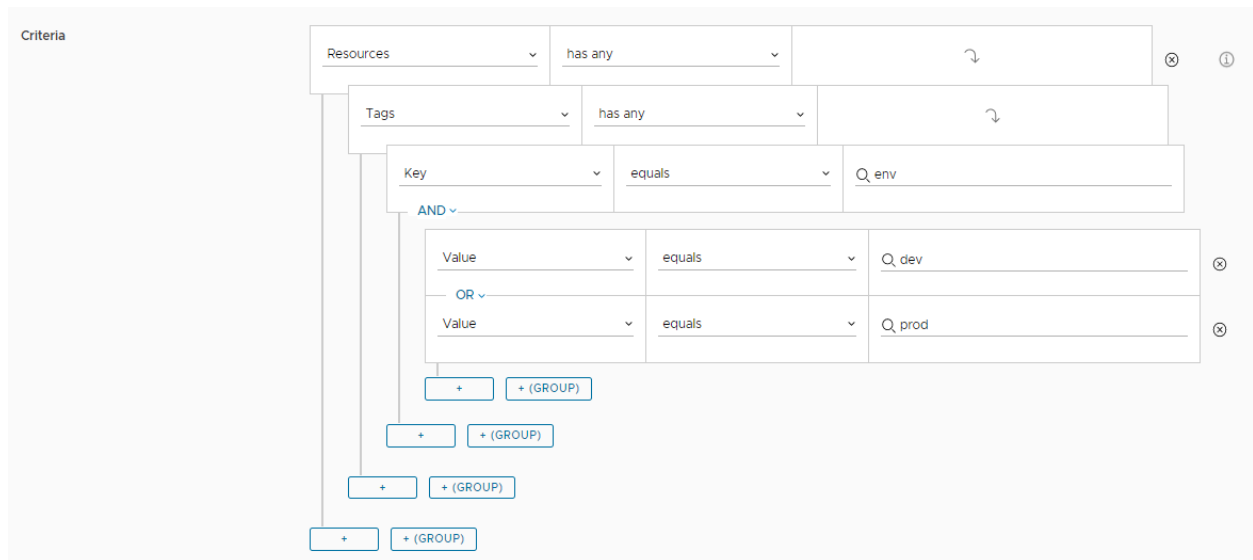 Criteria
Resources has any
Tags has any
Key equals env
AND
Value equals dev
OR
Value equals prod
+ + (GROUP)
+ + (GROUP)
+ + (GROUP)
+ + (GROUP)